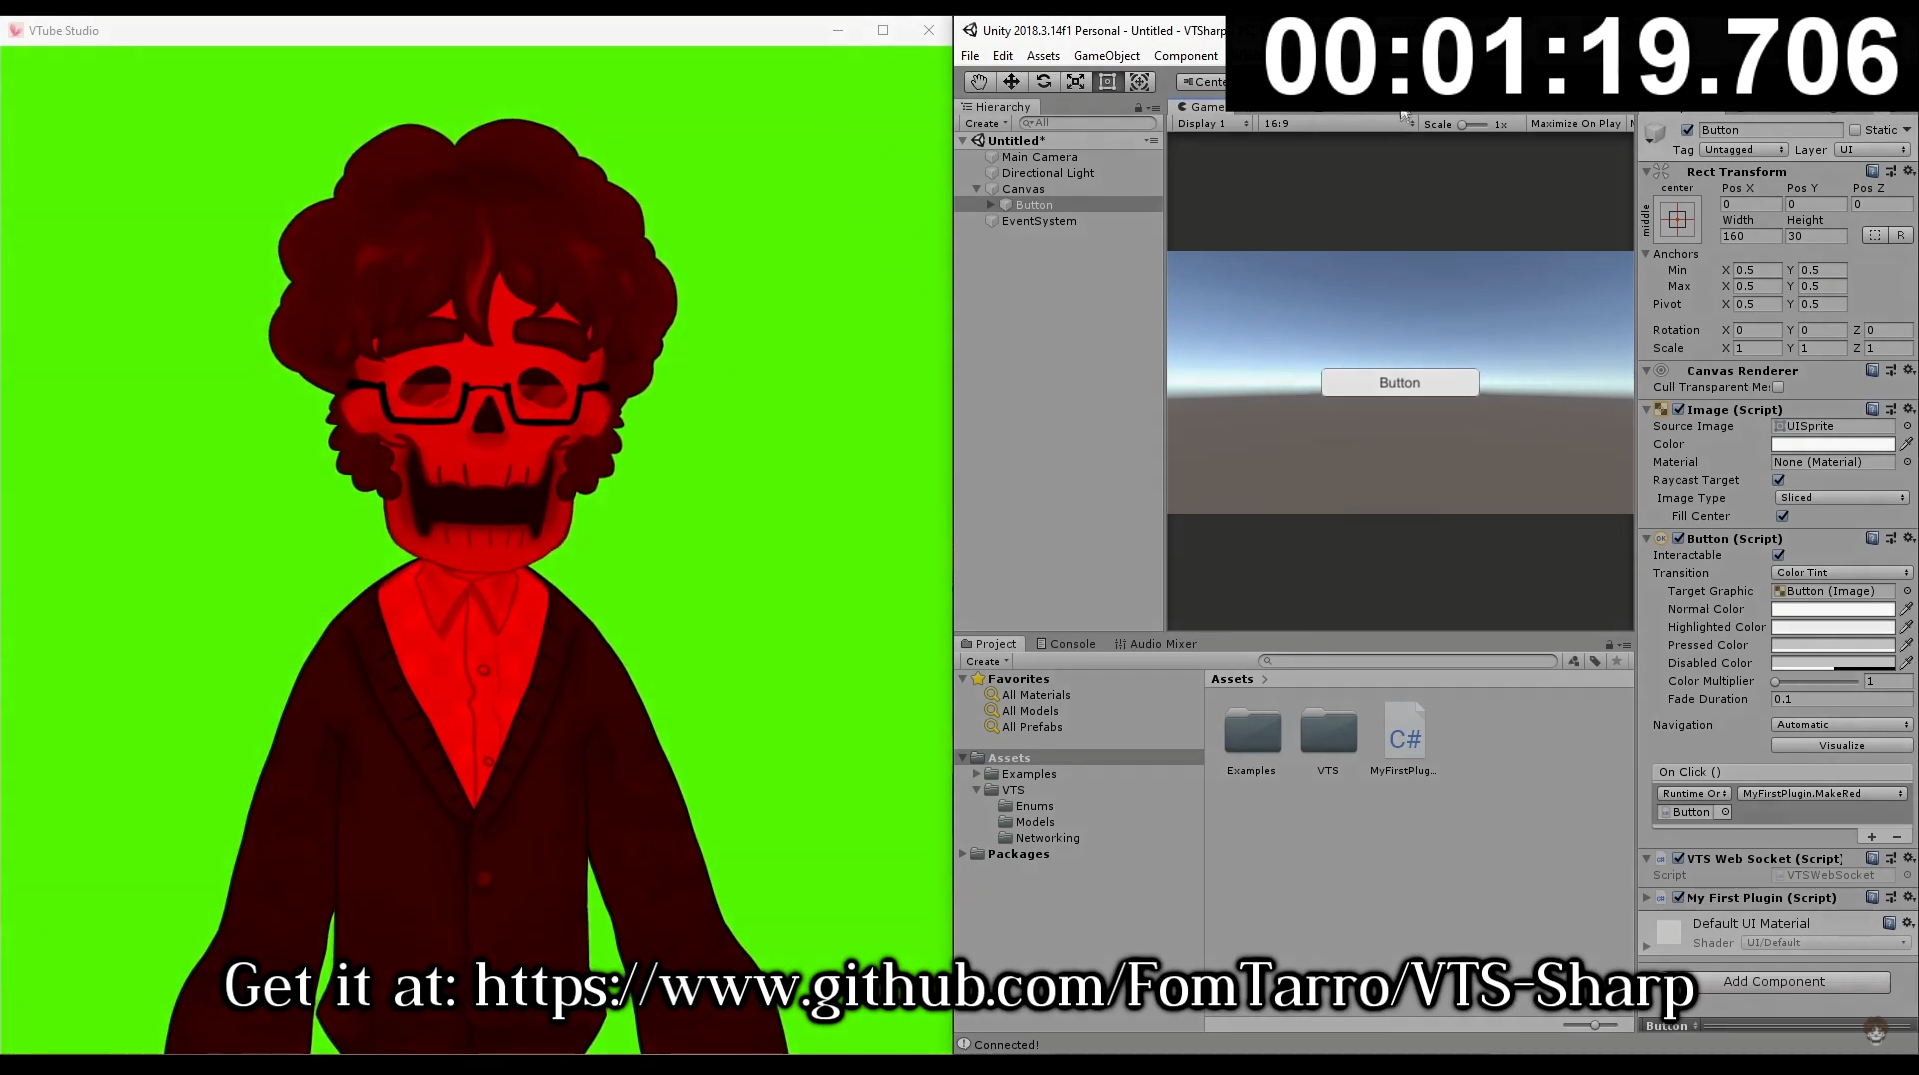 VTube Studio
Unity 2018.3.14f1 Personal - Untitled - VTSharp
00:01:19.706
File Edit Assets GameObject Component
Cente
Hierarchy
Create All
Untitled*
Main Camera
Directional Light
Canvas
Button
EventSystem
Game
Display 1 16:9 Scale 1x Maximize On Play
Button
Button Static
Tag Untagged Layer UI
Rect Transform
center Pos X Pos Y Pos Z
middle 0 0 0
Width Height
160 30 R
Anchors
Min X 0.5 Y 0.5
Max X 0.5 Y 0.5
Pivot X 0.5 Y 0.5
Rotation X 0 Y 0 Z 0
Scale X 1 Y 1 Z 1
Canvas Renderer
Cull Transparent Me:
Image (Script)
Source Image UISprite
Color
Material None (Material)
Raycast Target
Image Type Sliced
Fill Center
Button (Script)
Interactable
Transition Color Tint
Target Graphic Button (Image)
Normal Color
Highlighted Color
Pressed Color
Disabled Color
Color Multiplier 1
Fade Duration 0.1
Navigation Automatic
Visualize
On Click ()
Runtime Or MyFirstPlugin.MakeRed
Button
VTS Web Socket (Script)
Script VTSWebSocket
My First Plugin (Script)
Default UI Material
Shader UI/Default
Add Component
Button
Project Console Audio Mixer
Create
Favorites
All Materials
All Models
All Prefabs
Assets
Examples
VTS
Enums
Models
Networking
Packages
Assets
C#
Examples VTS MyFirstPlug...
Get it at: https://www.github.com/FomTarro/VTS-Sharp
Connected!